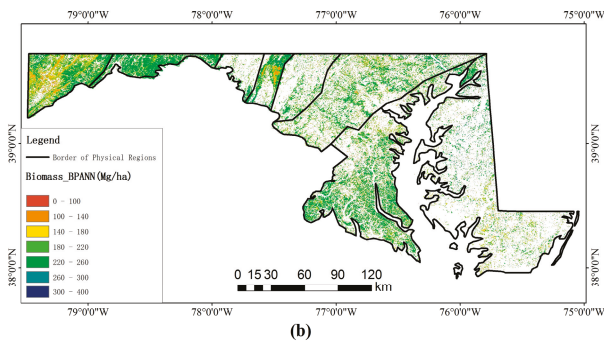 79°0'0"W 78°0'0"W 77°0'0"W 76°0'0"W 75°0'0"W
39°0'0"N
39°0'0"N
38°0'0"N
38°0'0"N
Legend
Border of Physical Regions
Biomass_BPANN(Mg/ha)
0 - 100
100 - 140
140 - 180
180 - 220
220 - 260
260 - 300
300 - 400
0 15 30 60 90 120
km
79°0'0"W 78°0'0"W 77°0'0"W 76°0'0"W 75°0'0"W
(b)